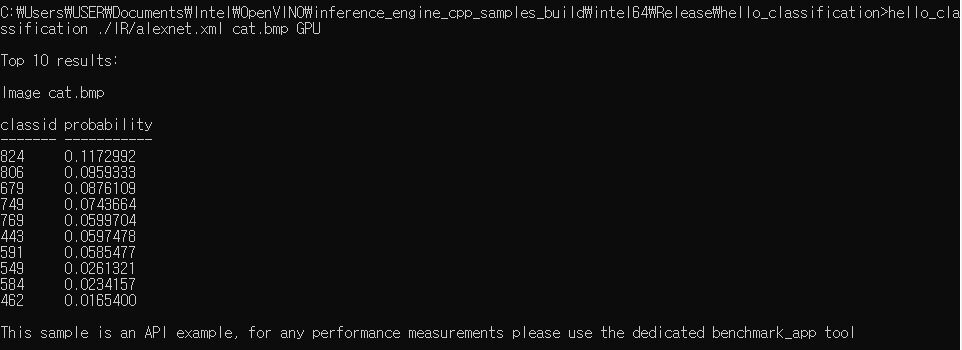 C:₩Users₩USER₩Documents₩Intel₩OpenVINO₩inference_engine_cpp_samples_build₩intel64₩Release₩hello_classification>hello_cla
ssification ./IR/alexnet.xml cat.bmp GPU
Top 10 results:
Image cat.bmp
classid probability
------- -----------
824 0.1172992
806 0.0959333
679 0.0876109
749 0.0743664
769 0.0599704
443 0.0597478
591 0.0585477
549 0.0261321
584 0.0234157
462 0.0165400
This sample is an API example, for any performance measurements please use the dedicated benchmark_app tool